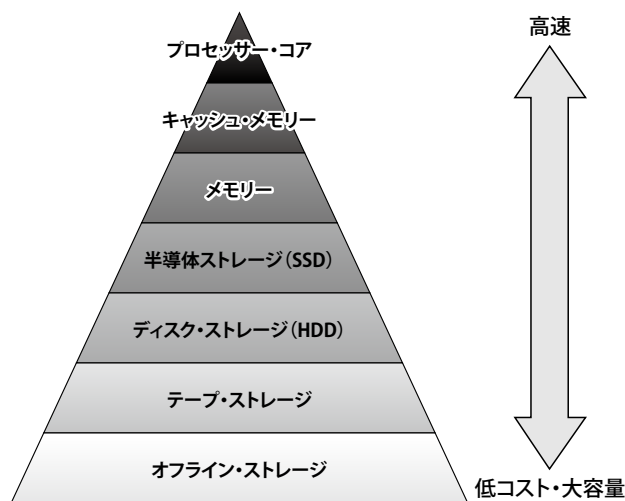 高速
プロセッサー・コア
キャッシュ・メモリー
メモリー
半導体ストレージ（SSD）
ディスク・ストレージ（HDD）
テープ・ストレージ
オフライン・ストレージ
低コスト・大容量